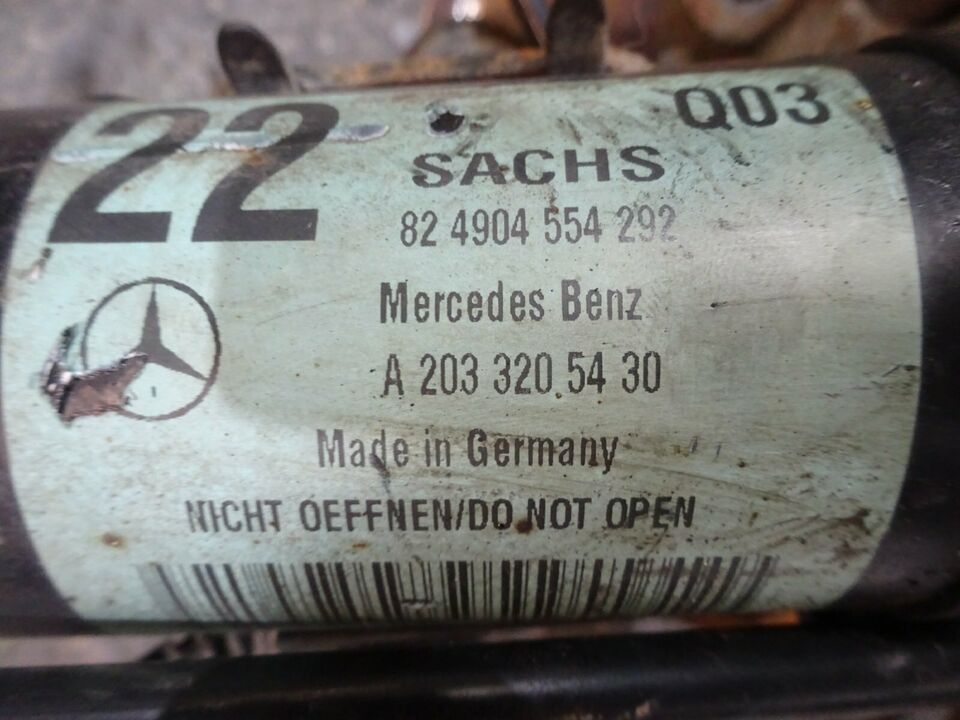 22
Q03
SACHS
82 4904 554 292
Mercedes Benz
A 203 320 54 30
Made in Germany
NICHT OEFFNEN/DO NOT OPEN